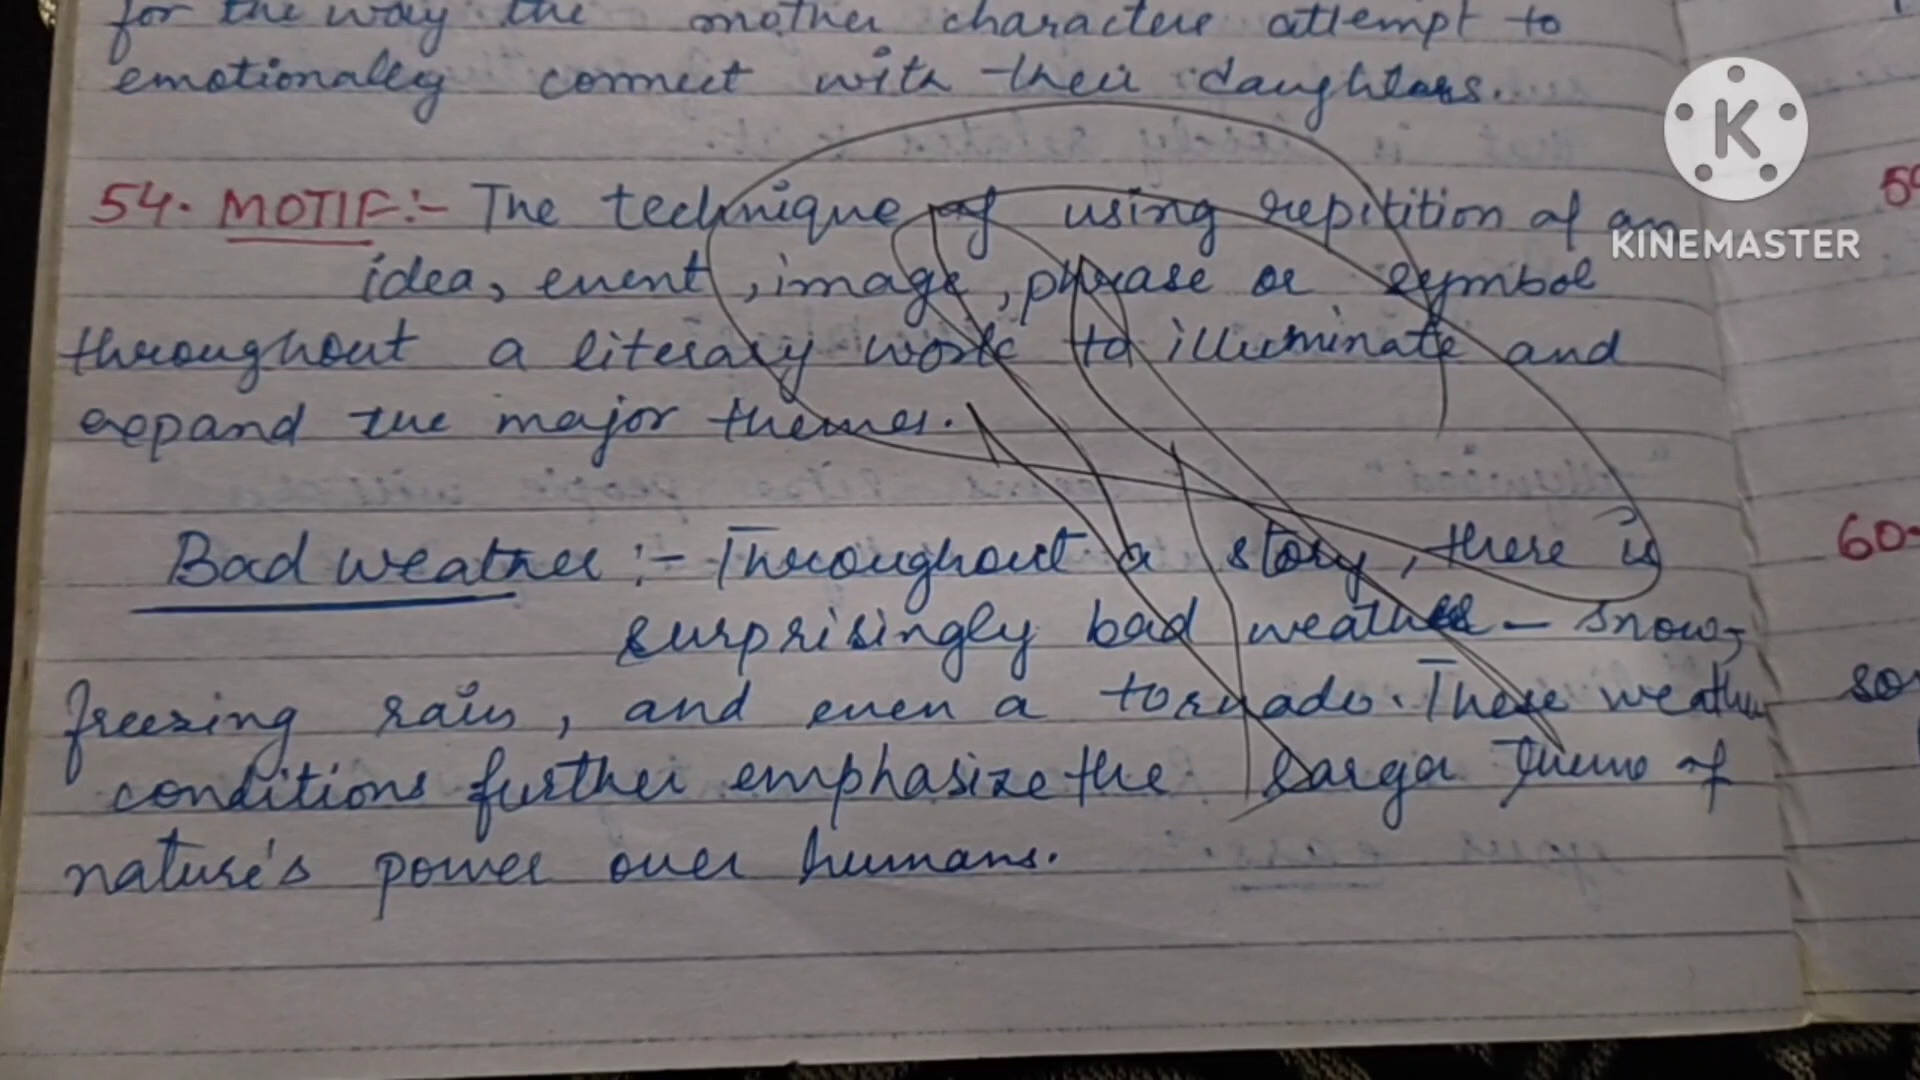 for the way the mother characters attempt to
emotionally connect with their daughters.
54. MOTIF:- The technique of using repitition of an
idea, event, image, phrase or symbol
throughout a literary work to illuminate and
expand the major themes.
Bad weather :- Throughout a story, there is
surprisingly bad weather - snow,
freezing rain, and even a tornado. These weather
conditions further emphasize the larger theme of
nature's power over humans.
K
KINEMASTER
59
60.
so